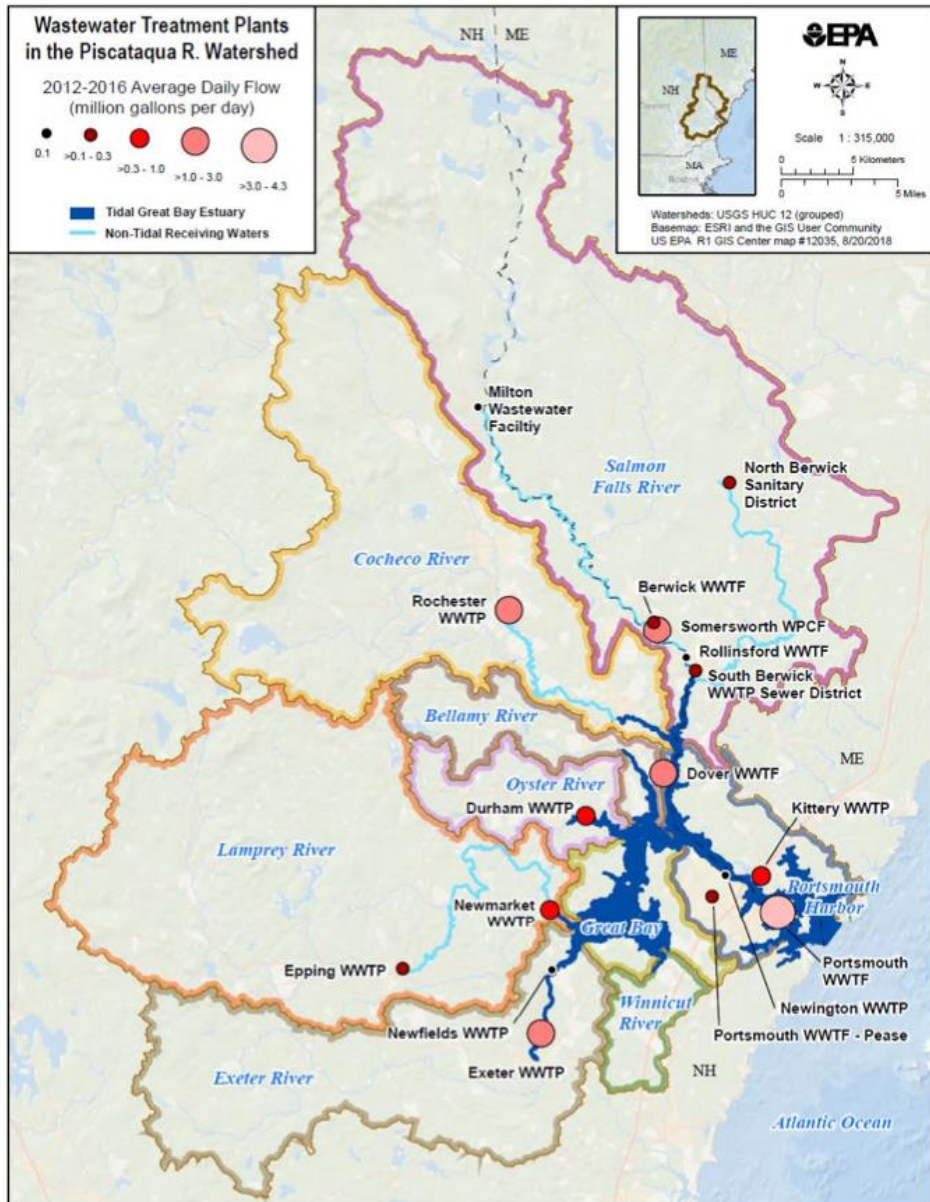 Wastewater Treatment Plants
in the Piscataqua R. Watershed
2012-2016 Average Daily Flow
(million gallons per day)
0.1
>0.1 - 0.3
>0.3 - 1.0
>1.0 - 3.0
>3.0 - 4.3
Tidal Great Bay Estuary
Non-Tidal Receiving Waters
NH
ME
ME
NH
MA
Boston
EPA
N
W
E
S
Scale 1 : 315,000
0 5 Kilometers
0 5 Miles
Watersheds: USGS HUC 12 (grouped)
Basemap: ESRI and the GIS User Community
US EPA R1 GIS Center map #12035, 8/20/2018
Milton
Wastewater
Faciltiy
Salmon
Falls River
North Berwick
Sanitary
District
Cocheco River
Rochester
WWTP
Berwick WWTF
Somersworth WPCF
Rollinsford WWTF
South Berwick
WWTP Sewer District
Bellamy River
ME
Oyster River
Dover WWTF
Durham WWTP
Kittery WWTP
Lamprey River
Portsmouth
Harbor
Newmarket
WWTP
Great Bay
Epping WWTP
Portsmouth
WWTF
Newfields WWTP
Winnicut
River
Newington WWTP
Portsmouth WWTF - Pease
Exeter WWTP
Exeter River
NH
Atlantic Ocean